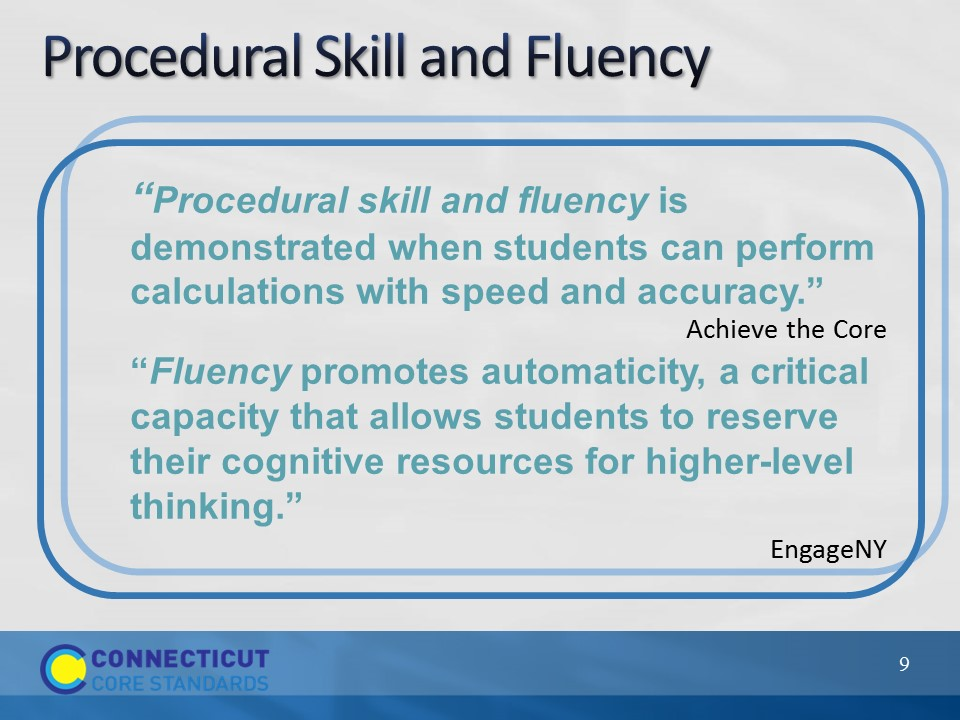 Procedural Skill and Fluency
“Procedural skill and fluency is
demonstrated when students can perform
calculations with speed and accuracy.”
Achieve the Core
“Fluency promotes automaticity, a critical
capacity that allows students to reserve
their cognitive resources for higher-level
thinking.”
EngageNY
CONNECTICUT
CORE STANDARDS
9